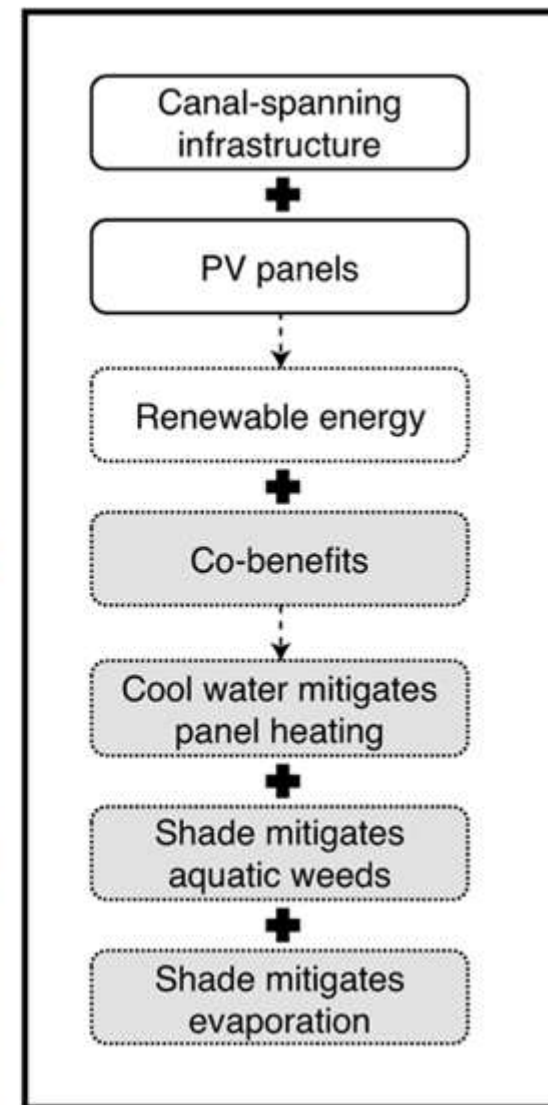 Canal-spanning
infrastructure
PV panels
Renewable energy
Co-benefits
Cool water mitigates
panel heating
Shade mitigates
aquatic weeds
Shade mitigates
evaporation